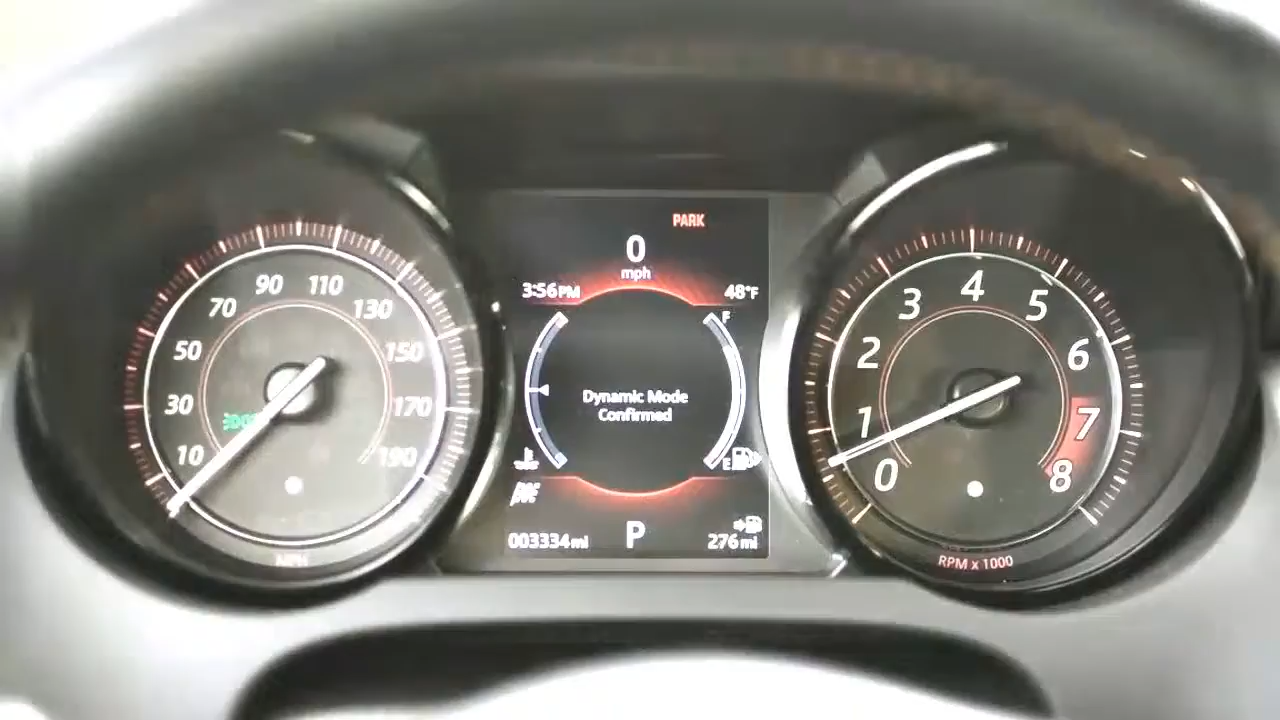 PARK
0
mph
3:56PM
48°F
F
Dynamic Mode
Confirmed
E
P
003334mi
276mi
10
30
50
70
90
110
130
150
170
190
MPH
0
1
2
3
4
5
6
7
8
RPM x 1000